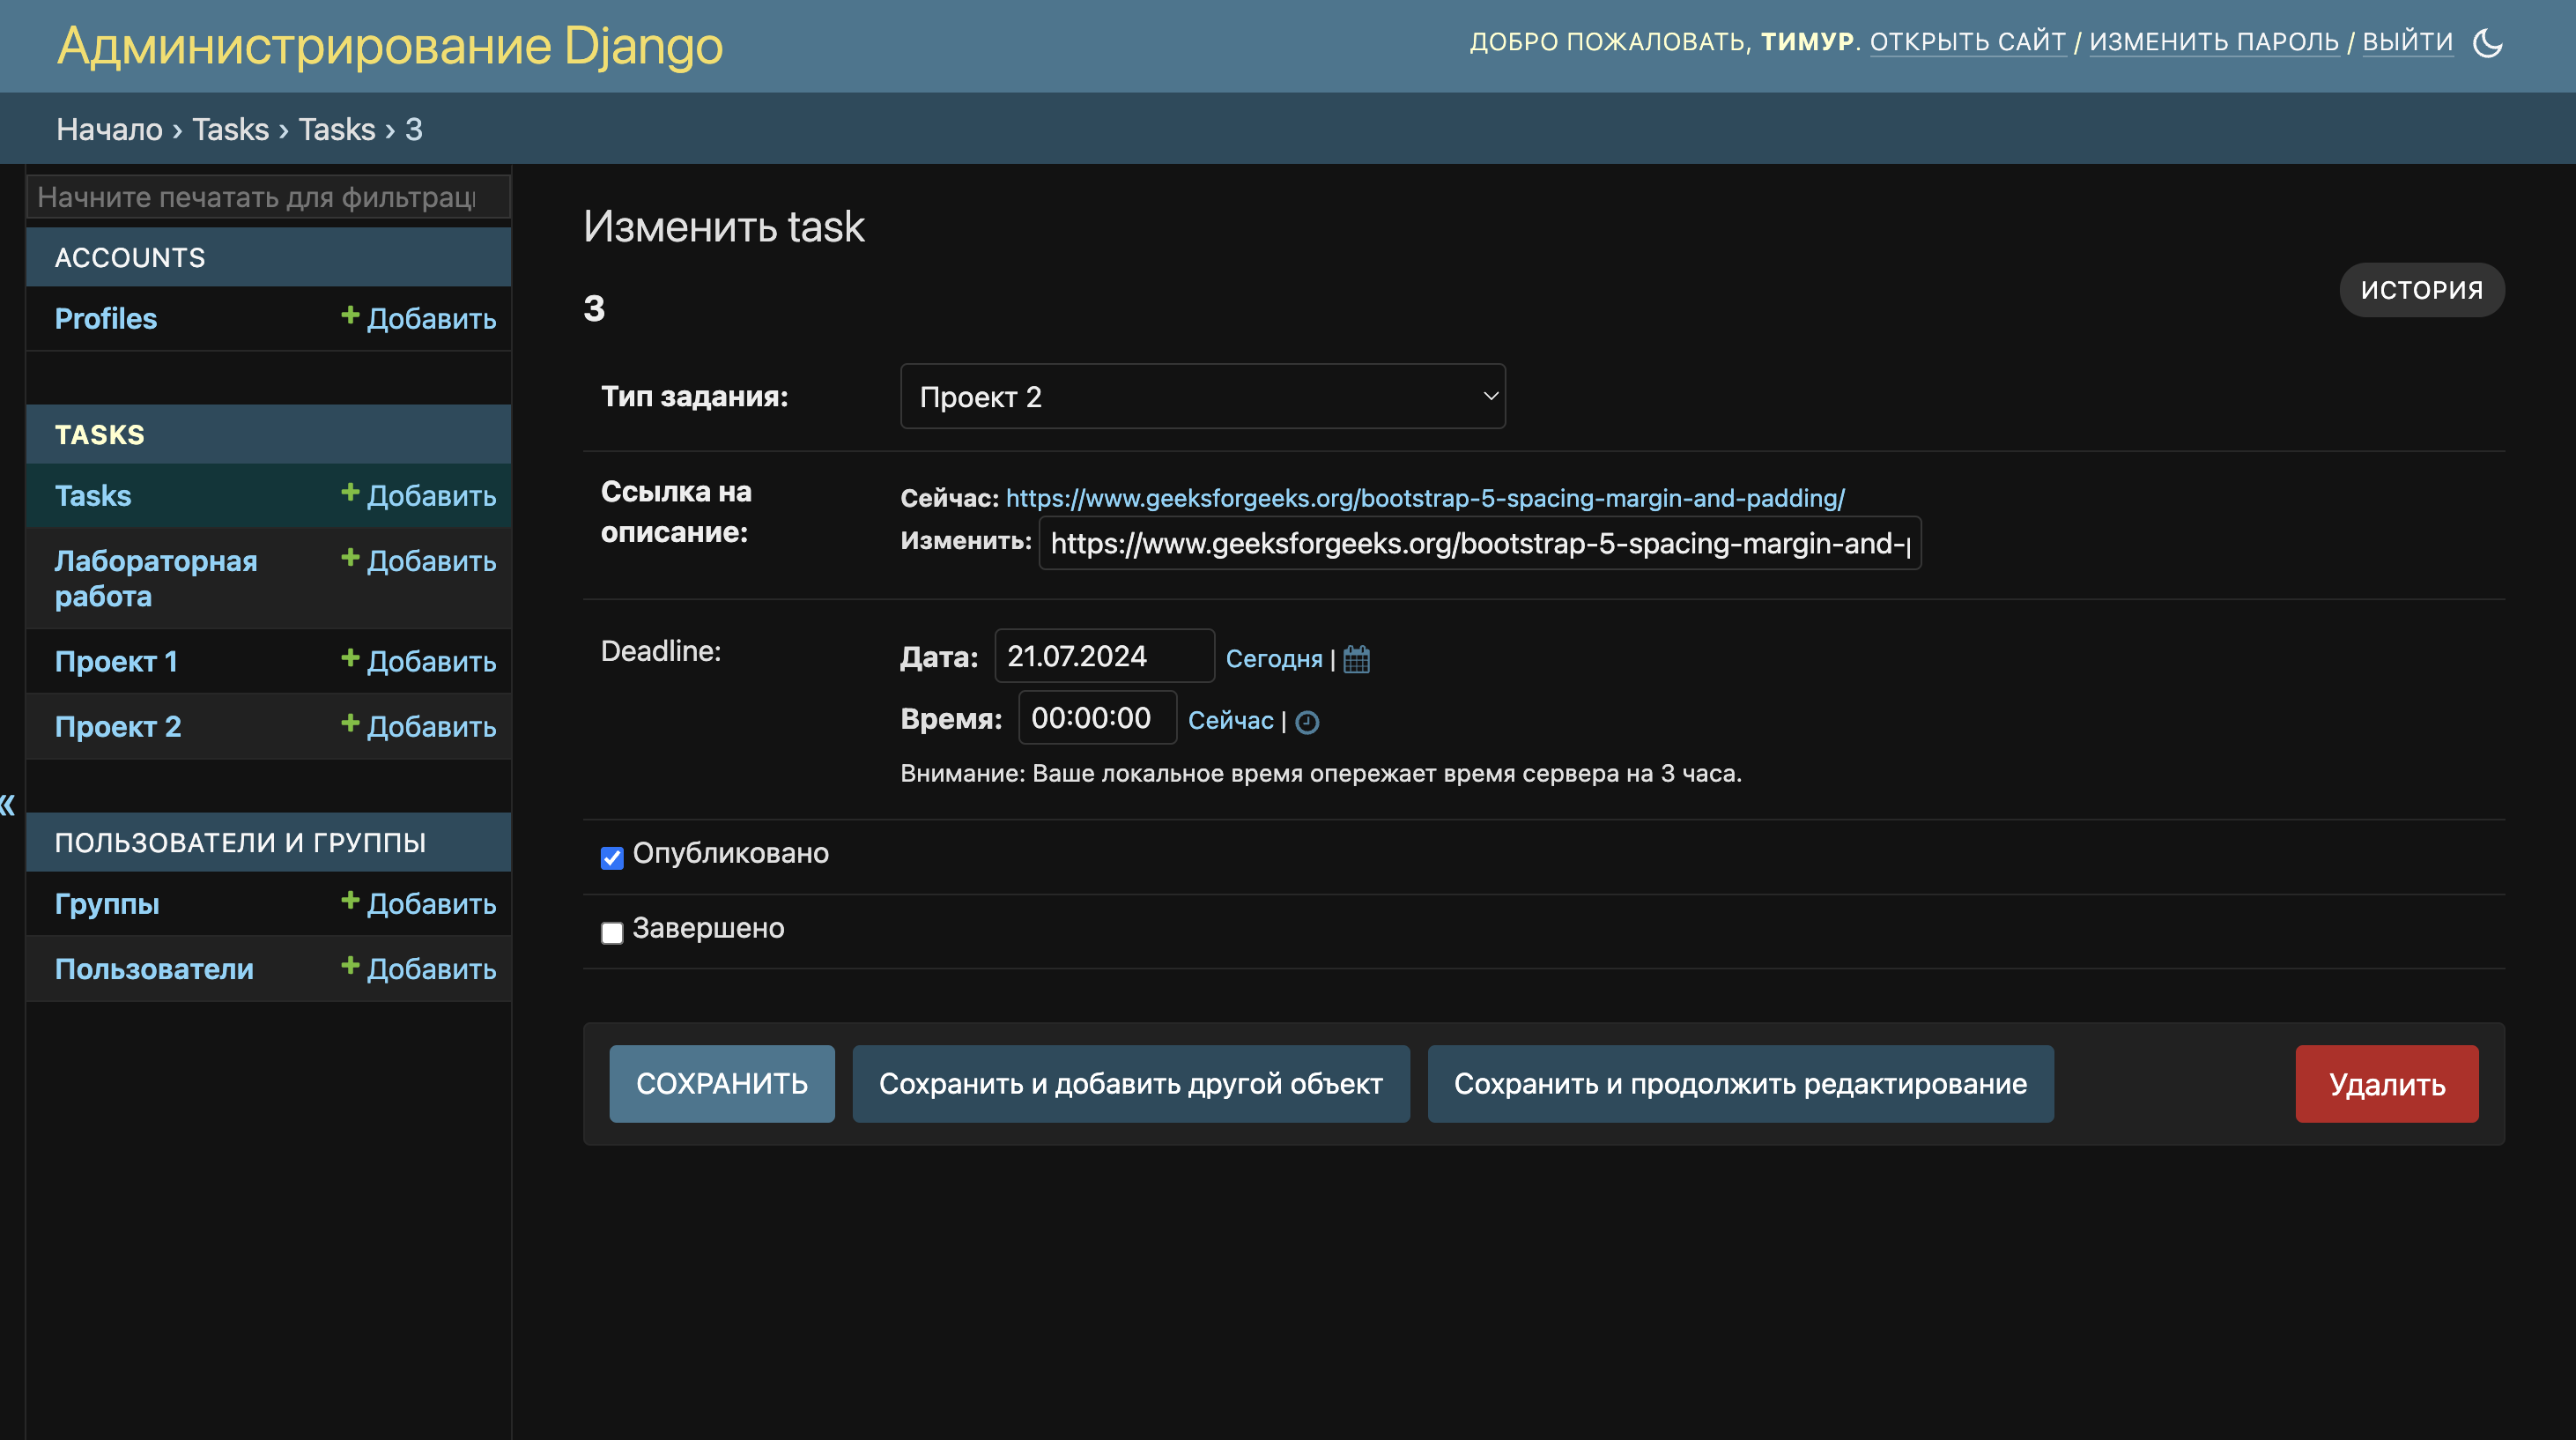 Администрирование Django
ДОБРО ПОЖАЛОВАТЬ, ТИМУР. ОТКРЫТЬ САЙТ / ИЗМЕНИТЬ ПАРОЛЬ / ВЫЙТИ
Начало › Tasks › Tasks › 3
Начните печатать для фильтрац
ACCOUNTS
Profiles + Добавить
TASKS
Tasks + Добавить
Лабораторная работа + Добавить
Проект 1 + Добавить
Проект 2 + Добавить
ПОЛЬЗОВАТЕЛИ И ГРУППЫ
Группы + Добавить
Пользователи + Добавить
«
Изменить task
3
ИСТОРИЯ
Тип задания: Проект 2
Ссылка на описание:
Сейчас: https://www.geeksforgeeks.org/bootstrap-5-spacing-margin-and-padding/
Изменить: https://www.geeksforgeeks.org/bootstrap-5-spacing-margin-and-
Deadline:
Дата: 21.07.2024 Сегодня |
Время: 00:00:00 Сейчас |
Внимание: Ваше локальное время опережает время сервера на 3 часа.
Опубликовано
Завершено
СОХРАНИТЬ Сохранить и добавить другой объект Сохранить и продолжить редактирование Удалить